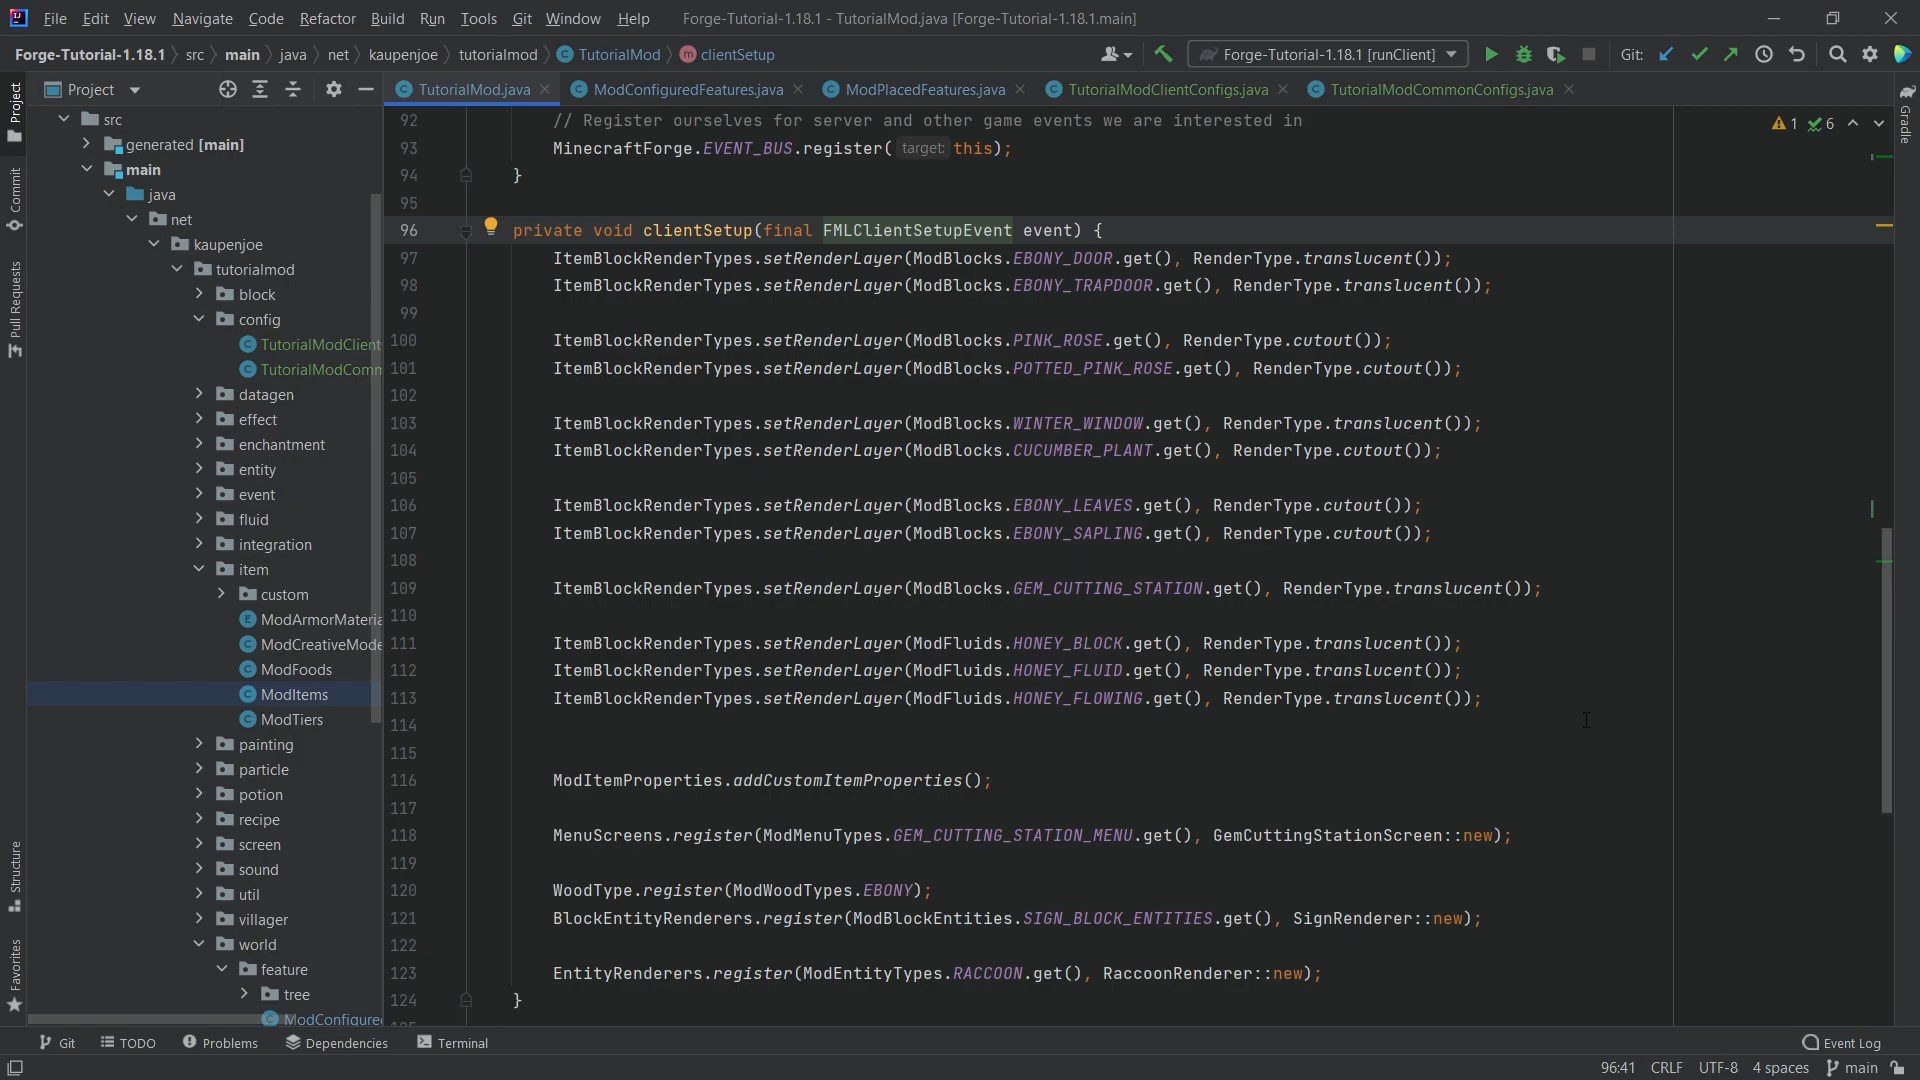 File Edit View Navigate Code Refactor Build Run Tools Git Window Help Forge-Tutorial-1.18.1 - TutorialMod.java [Forge-Tutorial-1.18.1.main]
Forge-Tutorial-1.18.1 src main java net kaupenjoe tutorialmod TutorialMod clientSetup Forge-Tutorial-1.18.1 [runClient] Git:
Project
TutorialMod.java ModConfiguredFeatures.java ModPlacedFeatures.java TutorialModClientConfigs.java TutorialModCommonConfigs.java
Project
Commit
Pull Requests
Structure
Favorites
src
generated [main]
main
java
net
kaupenjoe
tutorialmod
block
config
TutorialModClient
TutorialModComm
datagen
effect
enchantment
entity
event
fluid
integration
item
custom
ModArmorMateria
ModCreativeMode
ModFoods
ModItems
ModTiers
painting
particle
potion
recipe
screen
sound
util
villager
world
feature
tree
ModConfigure
92 // Register ourselves for server and other game events we are interested in
93 MinecraftForge.EVENT_BUS.register( target: this);
94 }
95
96 private void clientSetup(final FMLClientSetupEvent event) {
97 ItemBlockRenderTypes.setRenderLayer(ModBlocks.EBONY_DOOR.get(), RenderType.translucent());
98 ItemBlockRenderTypes.setRenderLayer(ModBlocks.EBONY_TRAPDOOR.get(), RenderType.translucent());
99
100 ItemBlockRenderTypes.setRenderLayer(ModBlocks.PINK_ROSE.get(), RenderType.cutout());
101 ItemBlockRenderTypes.setRenderLayer(ModBlocks.POTTED_PINK_ROSE.get(), RenderType.cutout());
102
103 ItemBlockRenderTypes.setRenderLayer(ModBlocks.WINTER_WINDOW.get(), RenderType.translucent());
104 ItemBlockRenderTypes.setRenderLayer(ModBlocks.CUCUMBER_PLANT.get(), RenderType.cutout());
105
106 ItemBlockRenderTypes.setRenderLayer(ModBlocks.EBONY_LEAVES.get(), RenderType.cutout());
107 ItemBlockRenderTypes.setRenderLayer(ModBlocks.EBONY_SAPLING.get(), RenderType.cutout());
108
109 ItemBlockRenderTypes.setRenderLayer(ModBlocks.GEM_CUTTING_STATION.get(), RenderType.translucent());
110
111 ItemBlockRenderTypes.setRenderLayer(ModFluids.HONEY_BLOCK.get(), RenderType.translucent());
112 ItemBlockRenderTypes.setRenderLayer(ModFluids.HONEY_FLUID.get(), RenderType.translucent());
113 ItemBlockRenderTypes.setRenderLayer(ModFluids.HONEY_FLOWING.get(), RenderType.translucent());
114
115
116 ModItemProperties.addCustomItemProperties();
117
118 MenuScreens.register(ModMenuTypes.GEM_CUTTING_STATION_MENU.get(), GemCuttingStationScreen::new);
119
120 WoodType.register(ModWoodTypes.EBONY);
121 BlockEntityRenderers.register(ModBlockEntities.SIGN_BLOCK_ENTITIES.get(), SignRenderer::new);
122
123 EntityRenderers.register(ModEntityTypes.RACCOON.get(), RaccoonRenderer::new);
124 }
1 6
Gradle
Git TODO Problems Dependencies Terminal Event Log
96:41 CRLF UTF-8 4 spaces main